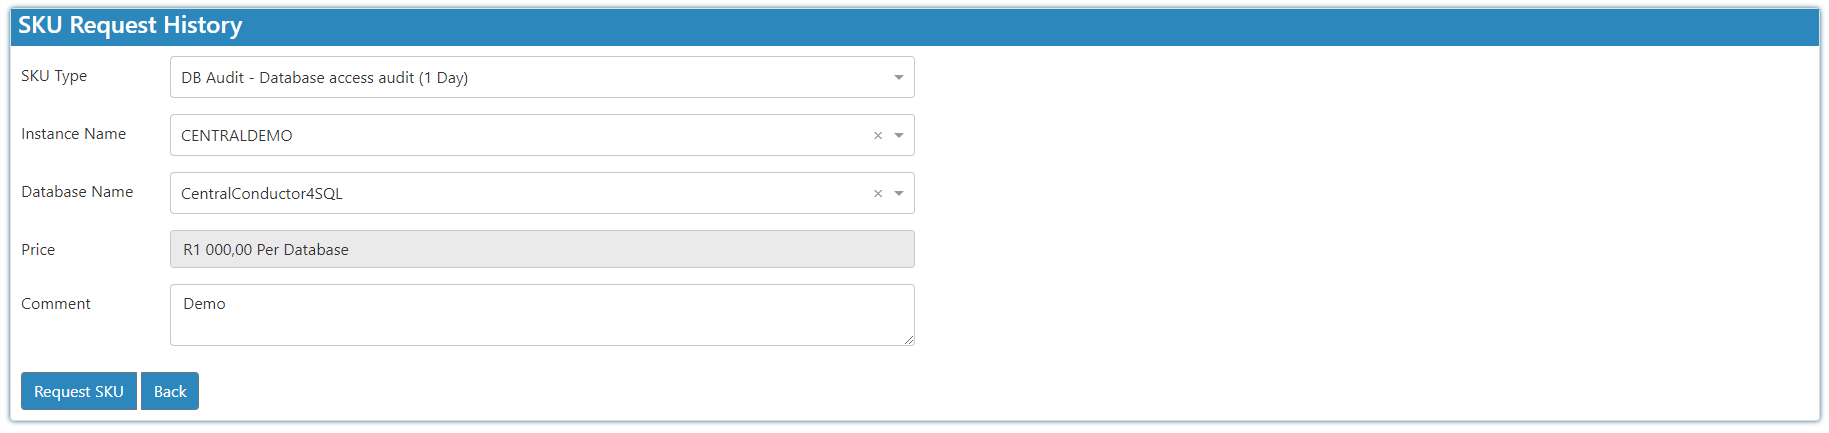 SKU Request History
SKU Type
DB Audit - Database access audit (1 Day)
Instance Name
CENTRALDEMO
×
Database Name
CentralConductor4SQL
×
Price
R1 000,00 Per Database
Comment
Demo
Request SKU
Back